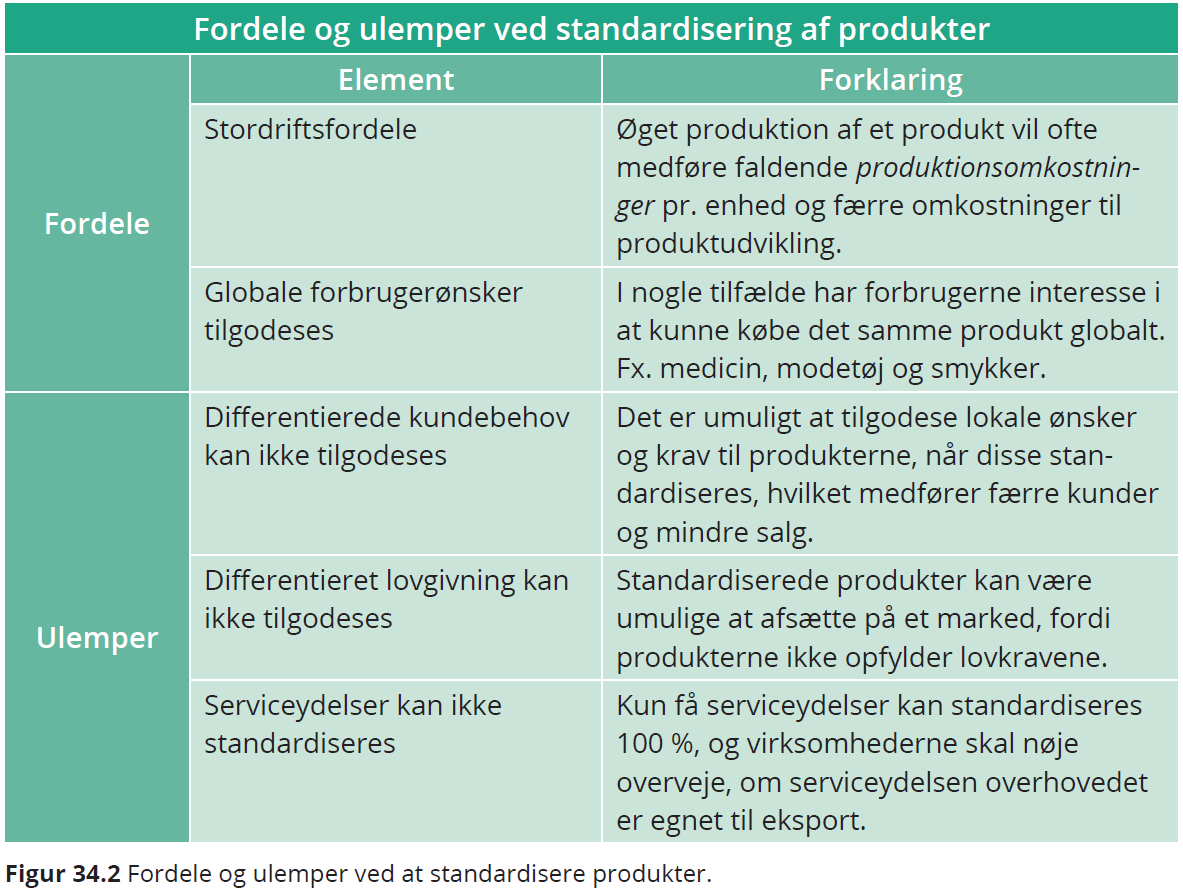 Fordele og ulemper ved standardisering af produkter
Element
Forklaring
Fordele
Stordriftsfordele
Øget produktion af et produkt vil ofte
medføre faldende produktionsomkostnin-
ger pr. enhed og færre omkostninger til
produktudvikling.
Globale forbrugerønsker
tilgodeses
I nogle tilfælde har forbrugerne interesse i
at kunne købe det samme produkt globalt.
Fx. medicin, modetøj og smykker.
Ulemper
Differentierede kundebehov
kan ikke tilgodeses
Det er umuligt at tilgodese lokale ønsker
og krav til produkterne, når disse stan-
dardiseres, hvilket medfører færre kunder
og mindre salg.
Differentieret lovgivning kan
ikke tilgodeses
Standardiserede produkter kan være
umulige at afsætte på et marked, fordi
produkterne ikke opfylder lovkravene.
Serviceydelser kan ikke
standardiseres
Kun få serviceydelser kan standardiseres
100 %, og virksomhederne skal nøje
overveje, om serviceydelsen overhovedet
er egnet til eksport.
Figur 34.2 Fordele og ulemper ved at standardisere produkter.